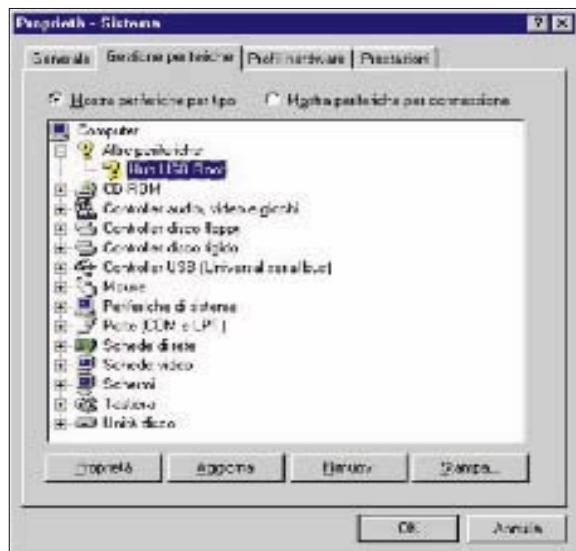 Proprietà - Sistema
Generale
Gestione periferiche
Profili hardware
Prestazioni
Mostra periferiche per tipo
Mostra periferiche per connessione
Computer
Altre periferiche
Hub USB Root
CD-ROM
Controller audio, video e giochi
Controller disco floppy
Controller disco rigido
Controller USB (Universal serial bus)
Mouse
Periferiche di sistema
Porte (COM e LPT)
Schede di rete
Schede video
Schermi
Tastiera
Unità disco
Proprietà
Aggiorna
Rimuovi
Stampa...
OK
Annulla